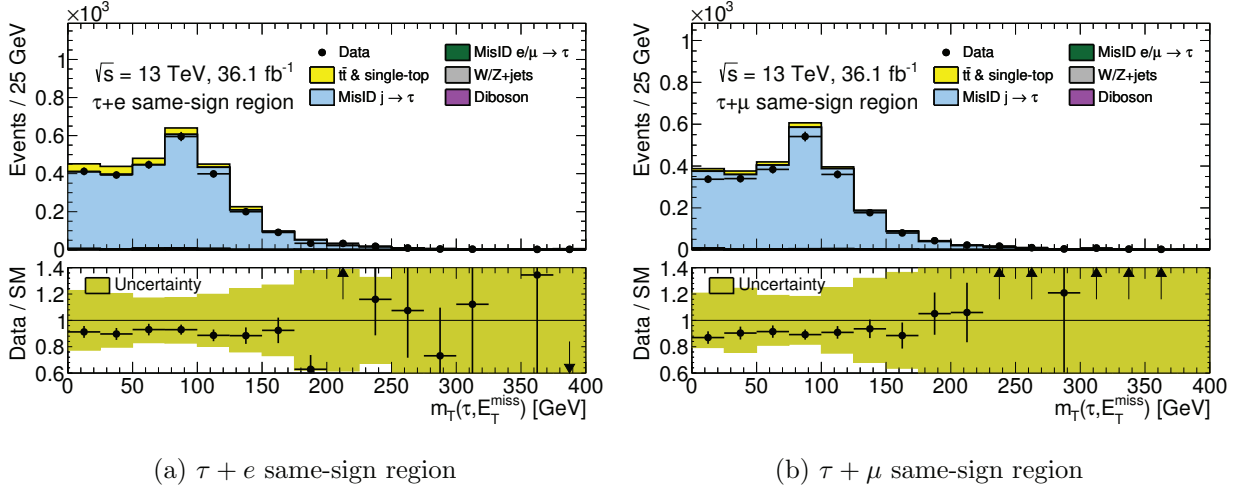 ×10³
Events / 25 GeV
1
0.8
0.6
0.4
0.2
0
√s = 13 TeV, 36.1 fb⁻¹
τ+e same-sign region
Data
tt̄ & single-top
MisID j → τ
MisID e/μ → τ
W/Z+jets
Diboson
Data / SM
1.4
1.2
1
0.8
0.6
Uncertainty
0 50 100 150 200 250 300 350 400
m_T(τ,E_T^miss) [GeV]
(a) τ + e same-sign region
×10³
Events / 25 GeV
1
0.8
0.6
0.4
0.2
0
√s = 13 TeV, 36.1 fb⁻¹
τ+μ same-sign region
Data
tt̄ & single-top
MisID j → τ
MisID e/μ → τ
W/Z+jets
Diboson
Data / SM
1.4
1.2
1
0.8
0.6
Uncertainty
0 50 100 150 200 250 300 350 400
m_T(τ,E_T^miss) [GeV]
(b) τ + μ same-sign region